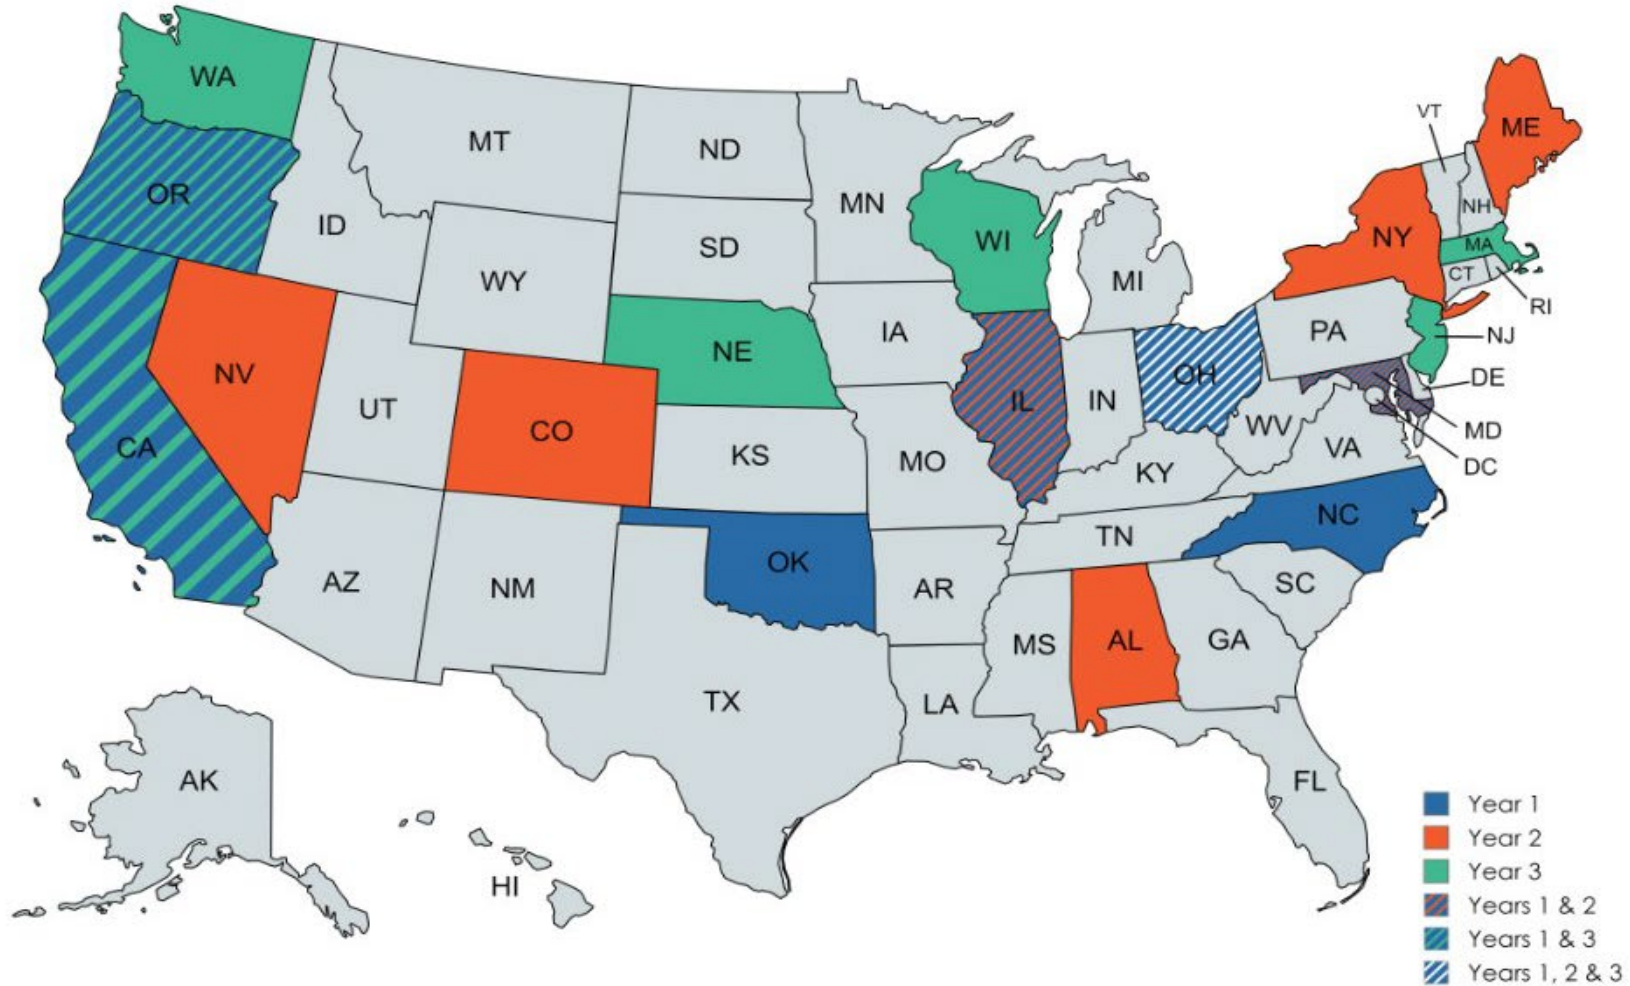 WA
MT
ND
MN
OR
ID
SD
WY
WI
MI
VT
ME
NH
NY
MA
CT
RI
NV
UT
CO
NE
IA
IL
IN
OH
PA
NJ
DE
MD
DC
CA
KS
MO
KY
WV
VA
AZ
NM
OK
AR
TN
NC
SC
TX
LA
MS
AL
GA
FL
AK
HI
Year 1
Year 2
Year 3
Years 1 & 2
Years 1 & 3
Years 1, 2 & 3